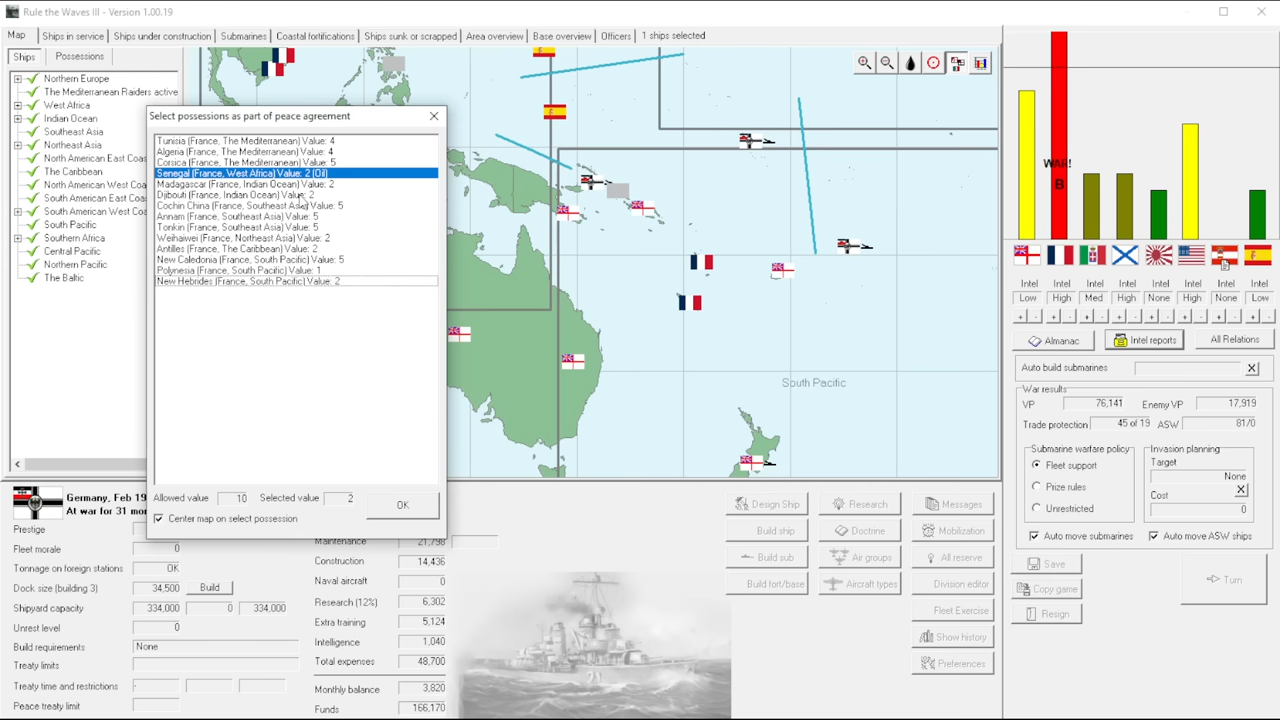 Rule the Waves III - Version 1.00.19
Map Ships in service Ships under construction Submarines Coastal fortifications Ships sunk or scrapped Area overview Base overview Officers 1 ships selected
Ships Possessions
Northern Europe
The Mediterranean Raiders active
West Africa
Indian Ocean
Southeast Asia
Northeast Asia
North American East Coa
The Caribbean
North American West Coa
South American East Coa
South American West Coa
South Pacific
Southern Africa
Central Pacific
Northern Pacific
The Baltic
Select possessions as part of peace agreement
Tunisia (France, The Mediterranean) Value: 4
Algeria (France, The Mediterranean) Value: 4
Corsica (France, The Mediterranean) Value: 5
Senegal (France, West Africa) Value: 2 (Oil)
Madagascar (France, Indian Ocean) Value: 2
Djibouti (France, Indian Ocean) Value: 2
Cochin China (France, Southeast Asia) Value: 5
Annam (France, Southeast Asia) Value: 5
Tonkin (France, Southeast Asia) Value: 5
Weihaiwei (France, Northeast Asia) Value: 2
Antilles (France, The Caribbean) Value: 2
New Caledonia (France, South Pacific) Value: 5
Polynesia (France, South Pacific) Value: 1
New Hebrides (France, South Pacific) Value: 2
Allowed value 10 Selected value 2 OK
Center map on select possession
South Pacific
WAR!
B
Intel Intel Intel Intel Intel Intel Intel Intel
Low High Med High None High None Low
+ - + - + - + - + - + - + - + -
Almanac Intel reports All Relations
Auto build submarines X
War results
VP 76,141 Enemy VP 17,919
Trade protection 45 of 19 ASW 81/0
Submarine warfare policy
Fleet support
Prize rules
Unrestricted
Invasion planning
Target
None
Cost X
0
Auto move submarines Auto move ASW ships
Save
Copy game
Resign
Turn
Germany, Feb 19
At war for 31 mo
Prestige
Fleet morale 0
Tonnage on foreign stations OK
Dock size (building 3) 34,500 Build
Shipyard capacity 334,000 0 334,000
Unrest level 0
Build requirements None
Treaty limits
Treaty time and restrictions -
Peace treaty limit
Maintenance 21,798
Construction 14,436
Naval aircraft 0
Research (12%) 6,302
Extra training 5,124
Intelligence 1,040
Total expenses 48,700
Monthly balance 3,820
Funds 166,170
Design Ship Research Messages
Build ship Doctrine Mobilization
Build sub Air groups All reserve
Build fort/base Aircraft types Division editor
Fleet Exercise
Show history
Preferences